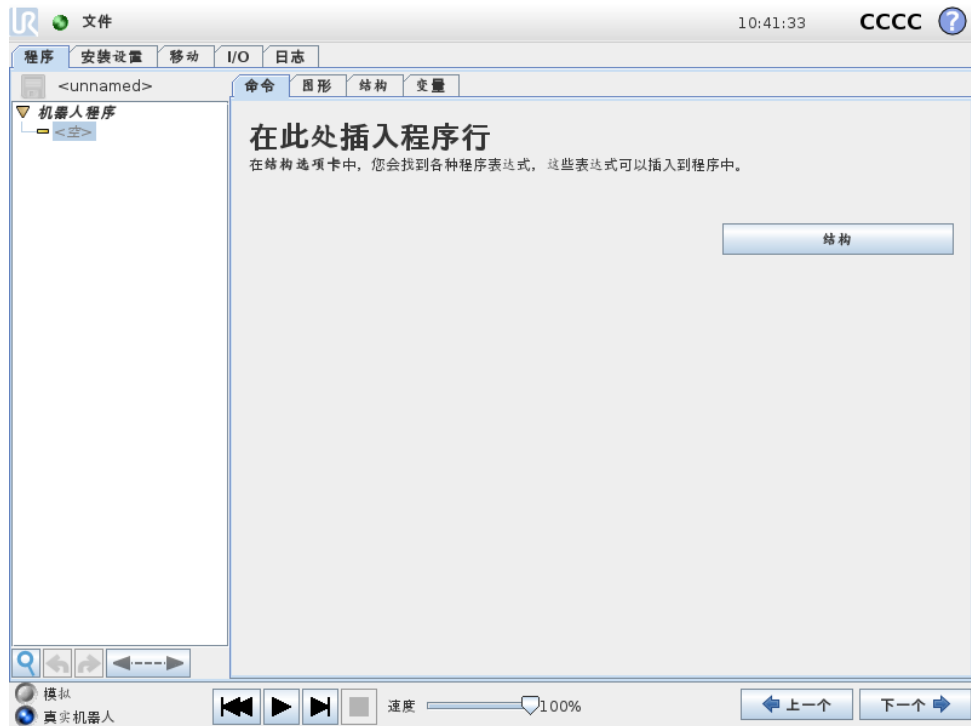 UR 文件 10:41:33 CCCC ?
程序 安装设置 移动 I/O 日志
<unnamed> 命令 图形 结构 变量
机器人程序
<空>
在此处插入程序行
在结构选项卡中，您会找到各种程序表达式，这些表达式可以插入到程序中。
结构
模拟
真实机器人
速度 100% 上一个 下一个